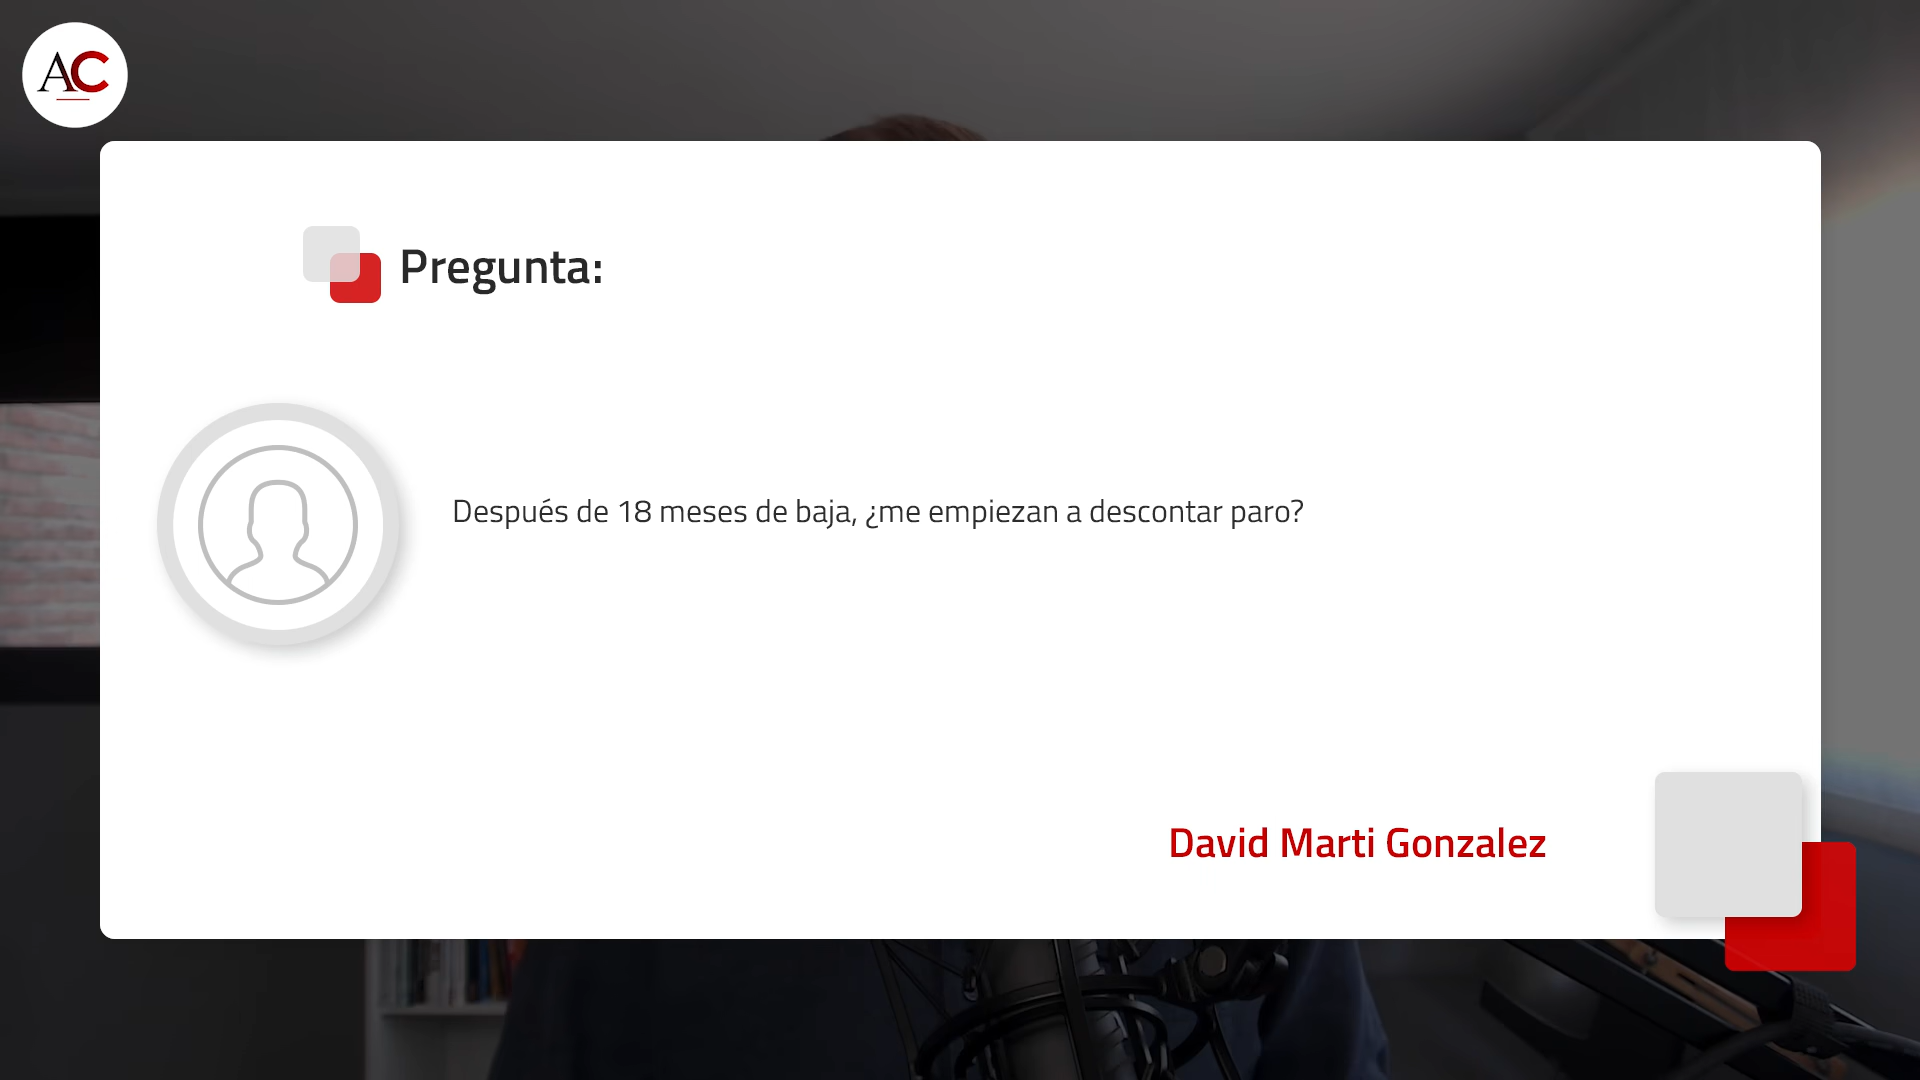 AC
Pregunta:
Después de 18 meses de baja, ¿me empiezan a descontar paro?
David Marti Gonzalez